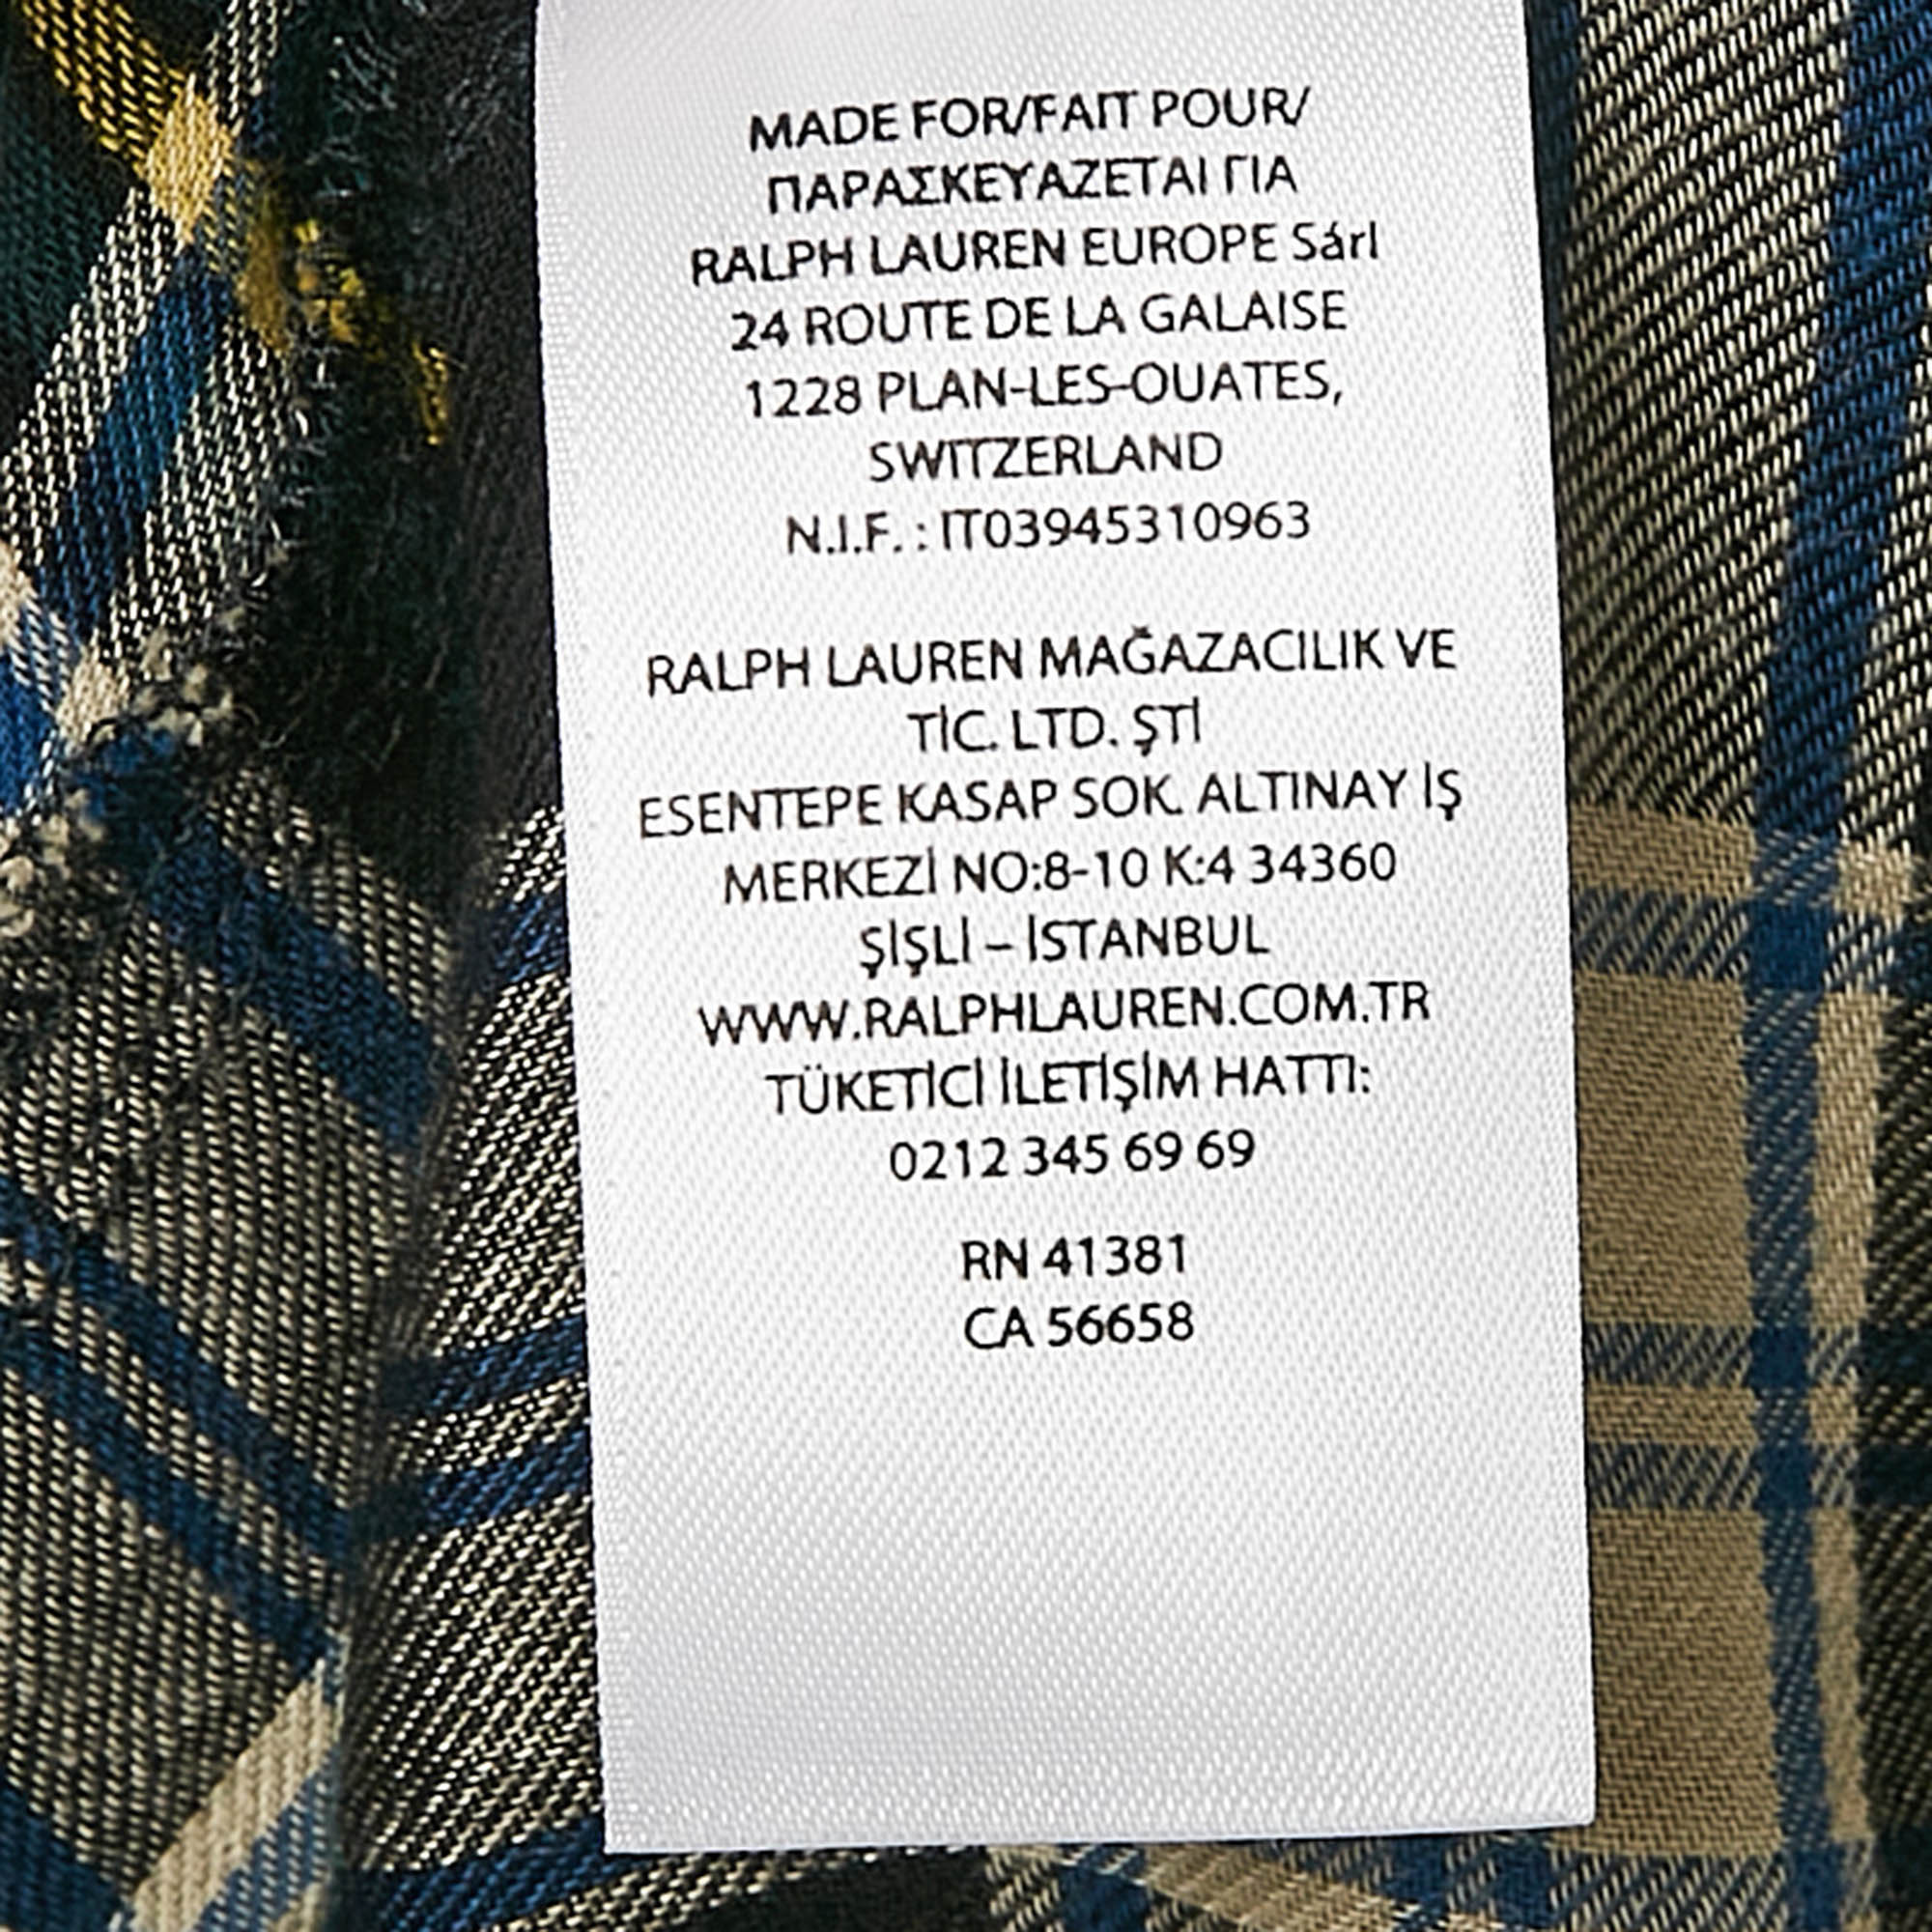 MADE FOR/FAIT POUR/
ΠΑΡΑΣΚΕΥΑΖΕΤΑΙ ΓΙΑ
RALPH LAUREN EUROPE Sárl
24 ROUTE DE LA GALAISE
1228 PLAN-LES-OUATES,
SWITZERLAND
N.I.F. : IT03945310963
RALPH LAUREN MAĞAZACILIK VE
TİC. LTD. ŞTİ
ESENTEPE KASAP SOK. ALTINAY İŞ
MERKEZİ NO:8-10 K:4 34360
ŞİŞLİ – İSTANBUL
WWW.RALPHLAUREN.COM.TR
TÜKETİCİ İLETİŞİM HATTI:
0212 345 69 69
RN 41381
CA 56658